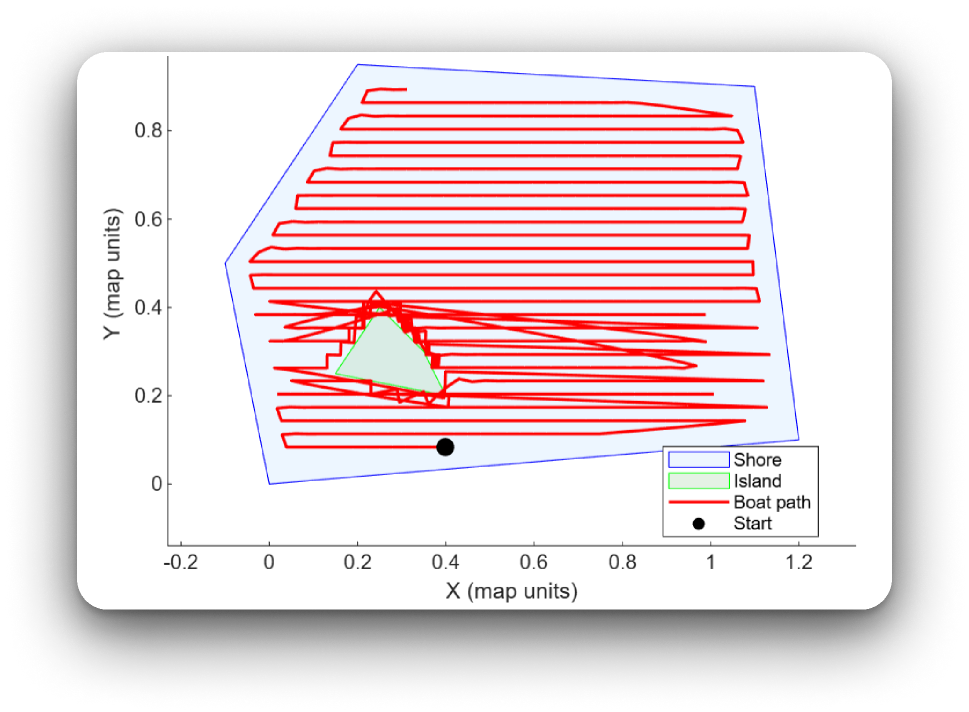 0.8
0.6
0.4
0.2
0
Y (map units)
-0.2 0 0.2 0.4 0.6 0.8 1 1.2
X (map units)
Shore
Island
Boat path
Start